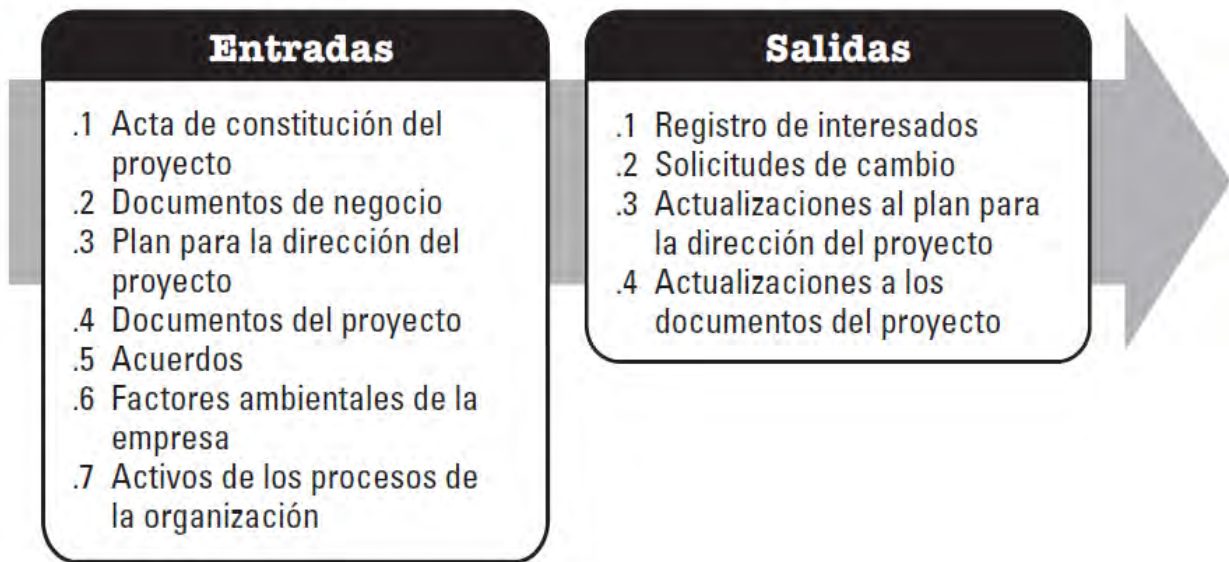 Entradas
.1 Acta de constitución del
proyecto
.2 Documentos de negocio
.3 Plan para la dirección del
proyecto
.4 Documentos del proyecto
.5 Acuerdos
.6 Factores ambientales de la
empresa
.7 Activos de los procesos de
la organización
Salidas
.1 Registro de interesados
.2 Solicitudes de cambio
.3 Actualizaciones al plan para
la dirección del proyecto
.4 Actualizaciones a los
documentos del proyecto